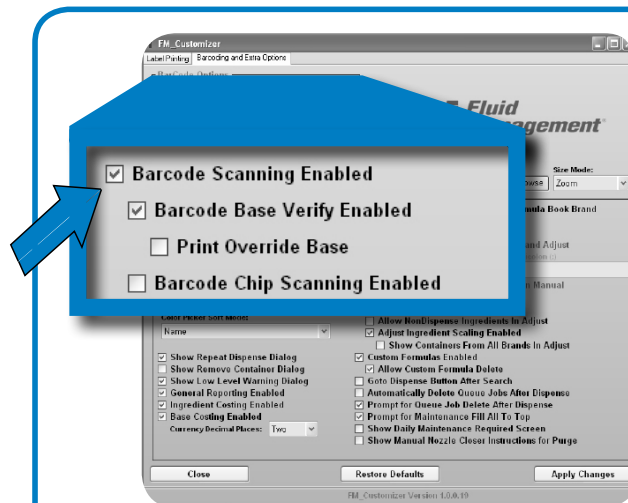 FM_Customizer
Label Printing Barcoding and Extra Options
BarCode Options
Fluid
agement
Size Mode:
wse Zoom
Barcode Scanning Enabled
mula Book Brand
Barcode Base Verify Enabled
Print Override Base
nd Adjust
Barcode Chip Scanning Enabled
n Manual
Color Picker Sort Mode:
Name
Allow NonDispense Ingredients In Adjust
Adjust Ingredient Scaling Enabled
Show Containers From All Brands In Adjust
Show Repeat Dispense Dialog
Show Remove Container Dialog
Show Low Level Warning Dialog
General Reporting Enabled
Ingredient Costing Enabled
Base Costing Enabled
Currency Decimal Places: Two
Custom Formulas Enabled
Allow Custom Formula Delete
Goto Dispense Button After Search
Automatically Delete Queue Jobs After Dispense
Prompt for Queue Job Delete After Dispense
Prompt for Maintenance Fill All To Top
Show Daily Maintenance Required Screen
Show Manual Nozzle Closer Instructions for Purge
Close Restore Defaults Apply Changes
FM_Customizer Version 1.0.0.19